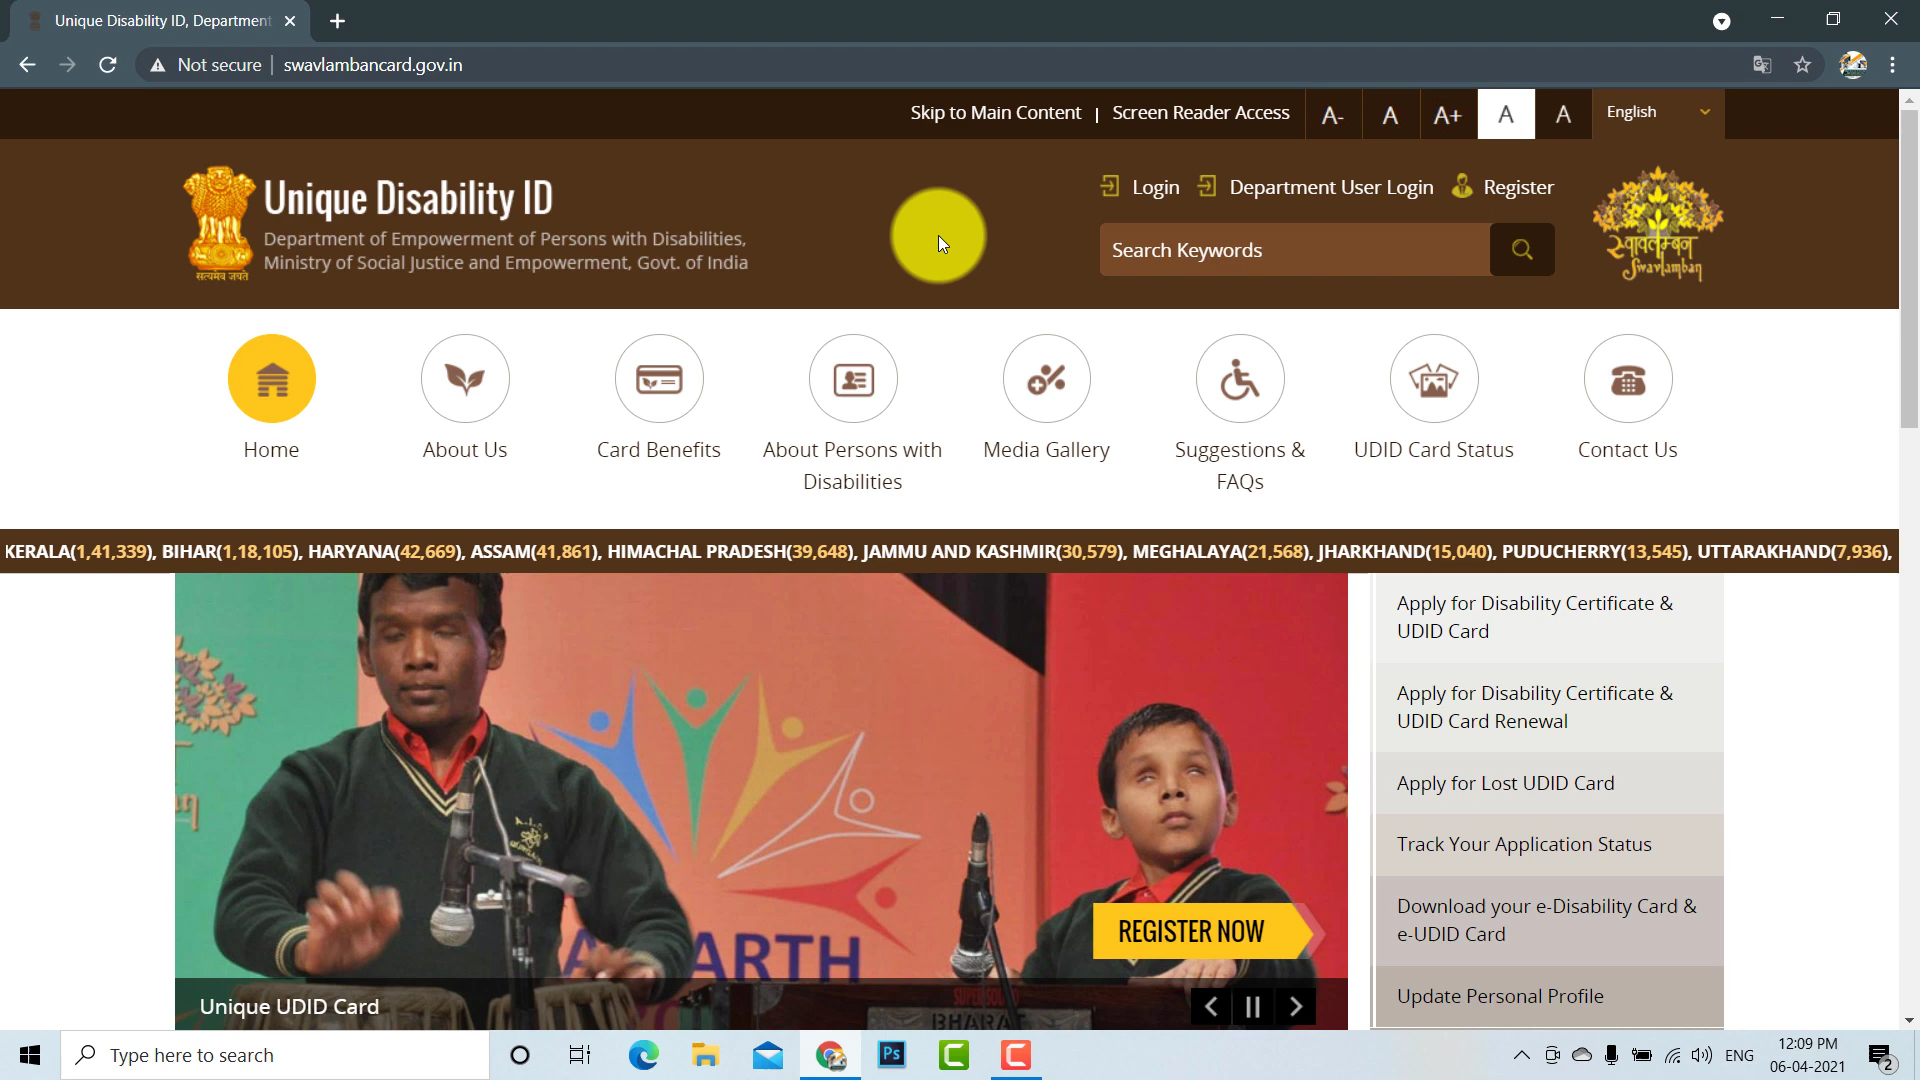 Unique Disability ID, Department
Not secure | swavlambancard.gov.in
Skip to Main Content | Screen Reader Access A- A A+ A A English
Unique Disability ID
Department of Empowerment of Persons with Disabilities,
Ministry of Social Justice and Empowerment, Govt. of India
सत्यमेव जयते
Login Department User Login Register
Search Keywords
स्वावलम्बन
Swavlamban
Home
About Us
Card Benefits
About Persons with
Disabilities
Media Gallery
Suggestions &
FAQs
UDID Card Status
Contact Us
KERALA(1,41,339), BIHAR(1,18,105), HARYANA(42,669), ASSAM(41,861), HIMACHAL PRADESH(39,648), JAMMU AND KASHMIR(30,579), MEGHALAYA(21,568), JHARKHAND(15,040), PUDUCHERRY(13,545), UTTARAKHAND(7,936),
REGISTER NOW
BHARAT
Unique UDID Card
Apply for Disability Certificate &
UDID Card
Apply for Disability Certificate &
UDID Card Renewal
Apply for Lost UDID Card
Track Your Application Status
Download your e-Disability Card &
e-UDID Card
Update Personal Profile
Type here to search
Ps
ENG
12:09 PM
06-04-2021
2